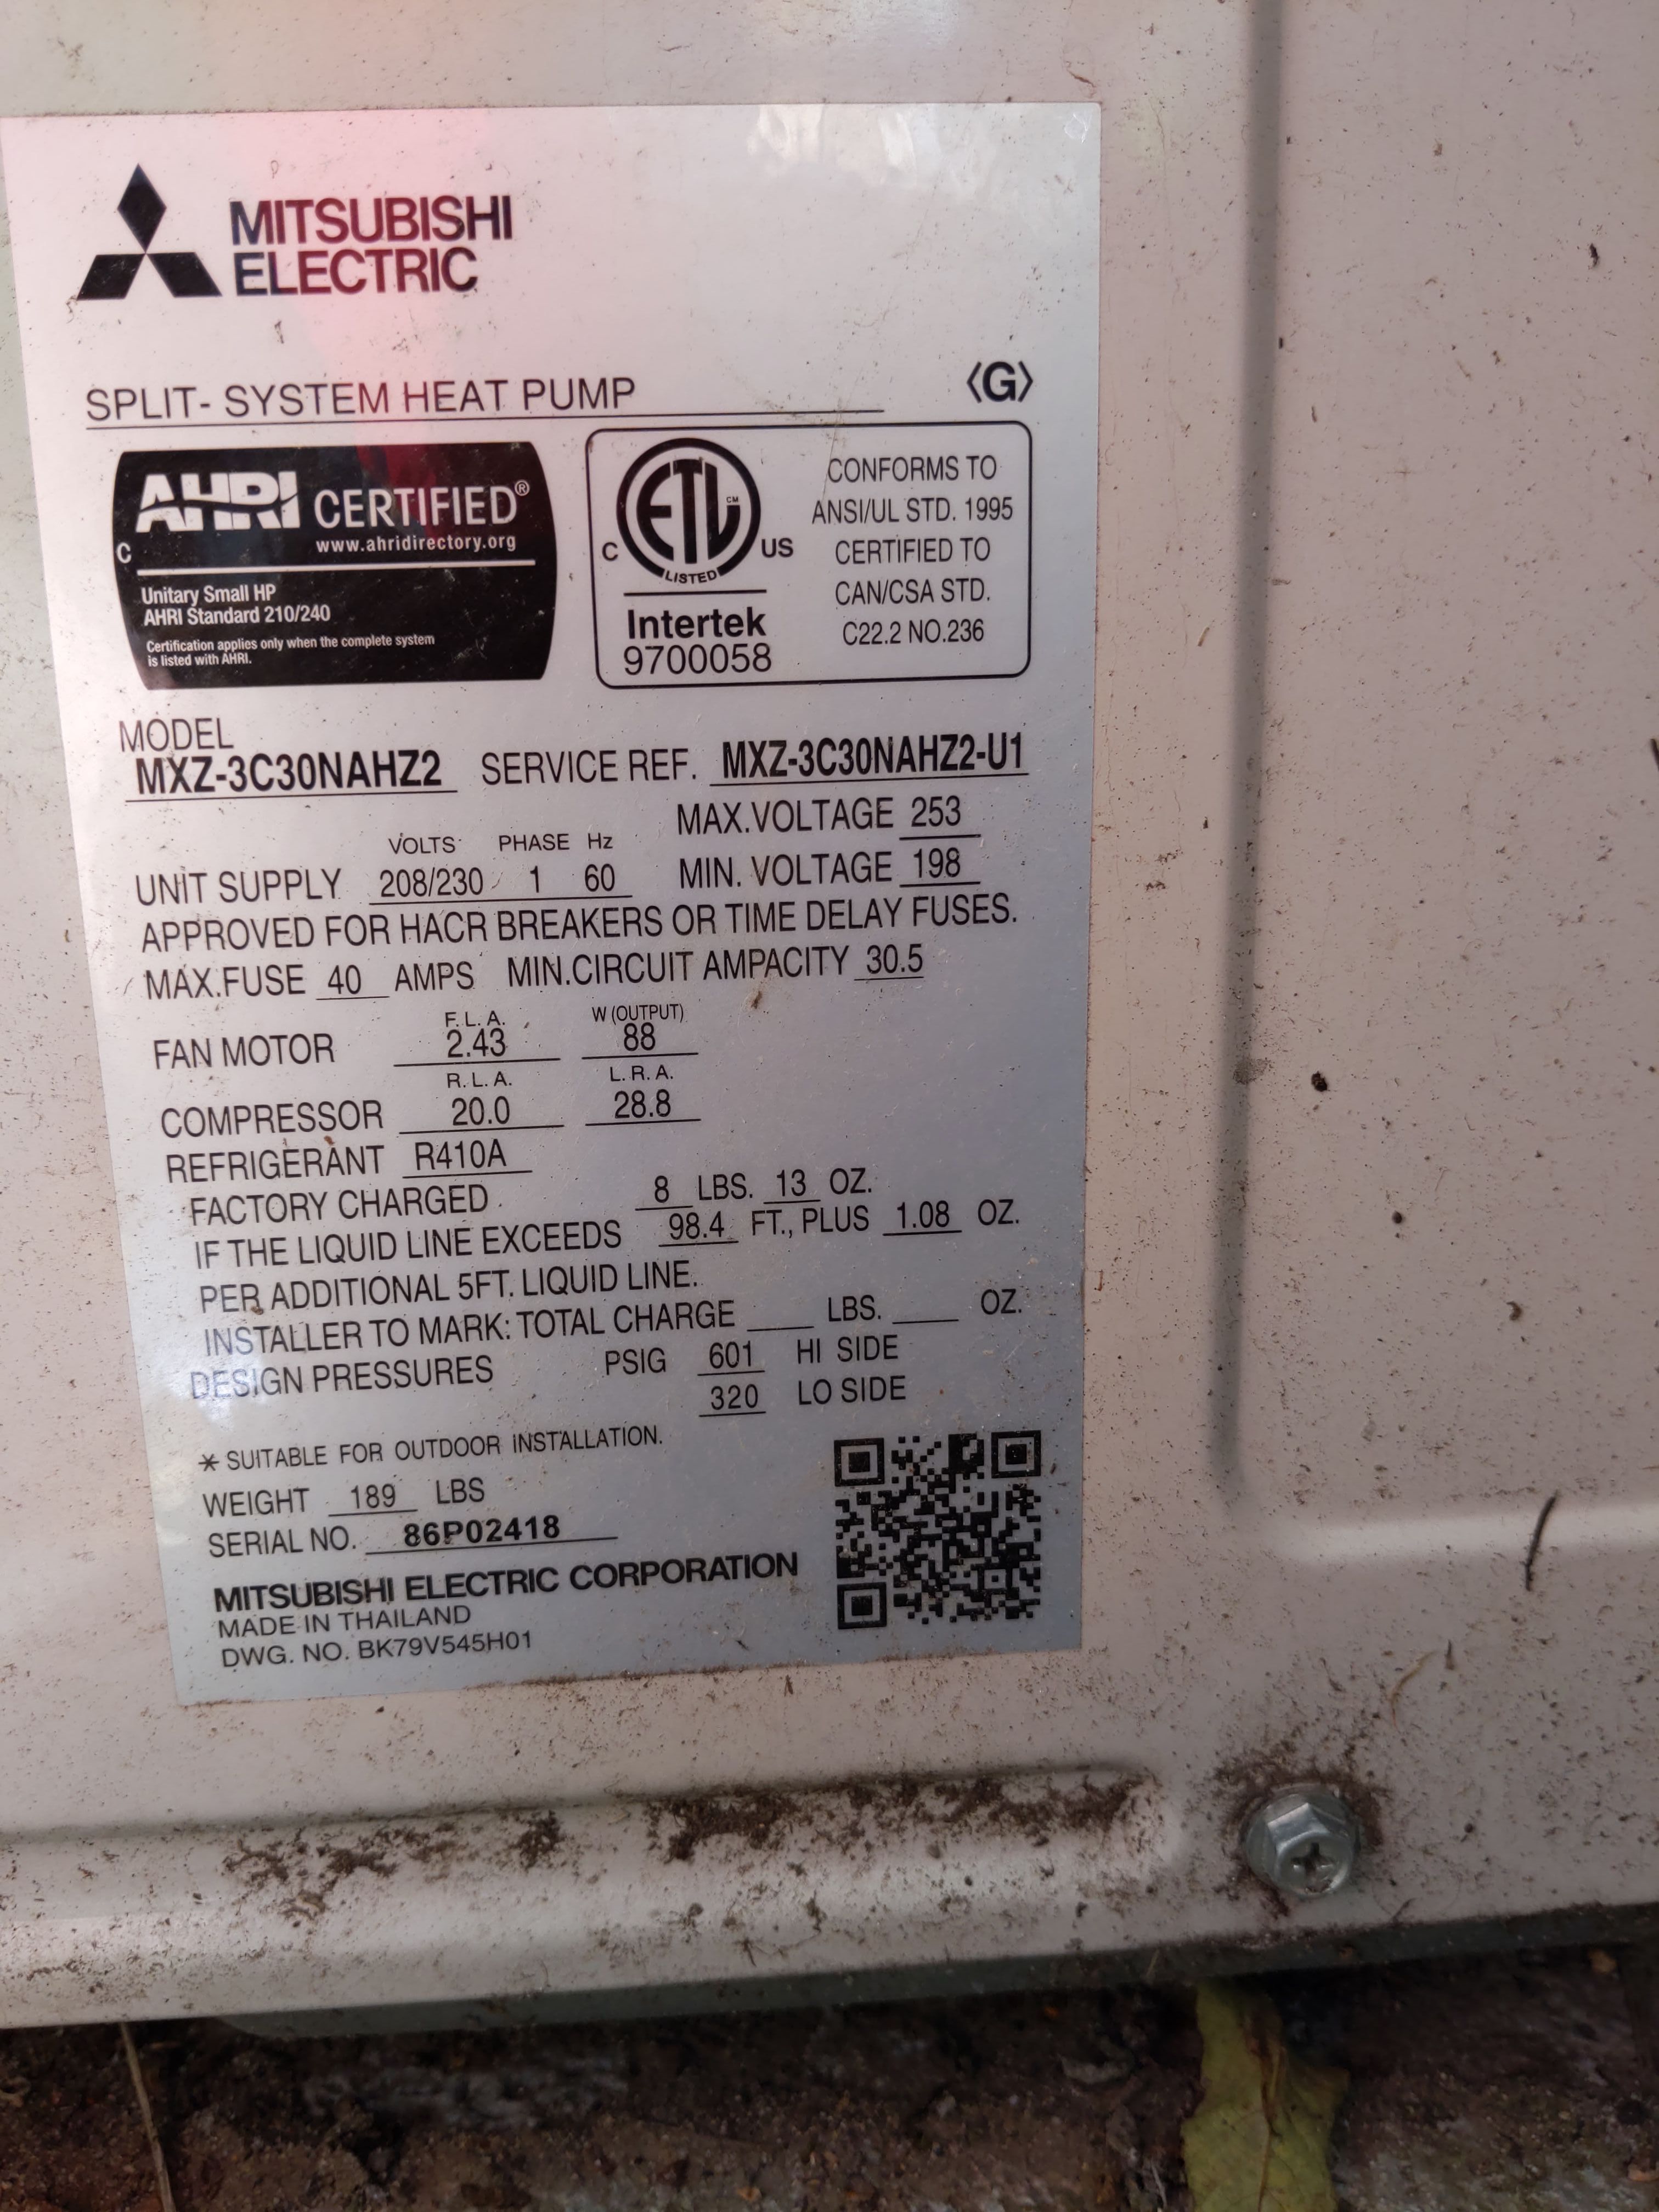 MITSUBISHI
ELECTRIC
SPLIT- SYSTEM HEAT PUMP
〈G〉
AHRI CERTIFIED®
www.ahridirectory.org
C
Unitary Small HP
AHRI Standard 210/240
Certification applies only when the complete system
is listed with AHRI.
ETL CM
C US
LISTED
Intertek
9700058
CONFORMS TO
ANSI/UL STD. 1995
CERTIFIED TO
CAN/CSA STD.
C22.2 NO.236
MODEL
MXZ-3C30NAHZ2 SERVICE REF. MXZ-3C30NAHZ2-U1
MAX.VOLTAGE 253
VOLTS PHASE Hz
UNIT SUPPLY 208/230 1 60 MIN. VOLTAGE 198
APPROVED FOR HACR BREAKERS OR TIME DELAY FUSES.
MAX.FUSE 40 AMPS MIN.CIRCUIT AMPACITY 30.5
F.L.A. W (OUTPUT)
FAN MOTOR 2.43 88
R.L.A. L.R.A.
COMPRESSOR 20.0 28.8
REFRIGERANT R410A
FACTORY CHARGED 8 LBS. 13 OZ.
IF THE LIQUID LINE EXCEEDS 98.4 FT., PLUS 1.08 OZ.
PER ADDITIONAL 5FT. LIQUID LINE.
INSTALLER TO MARK: TOTAL CHARGE ____ LBS. ____ OZ.
DESIGN PRESSURES PSIG 601 HI SIDE
320 LO SIDE
* SUITABLE FOR OUTDOOR INSTALLATION.
WEIGHT 189 LBS
SERIAL NO. 86P02418
MITSUBISHI ELECTRIC CORPORATION
MADE IN THAILAND
DWG. NO. BK79V545H01